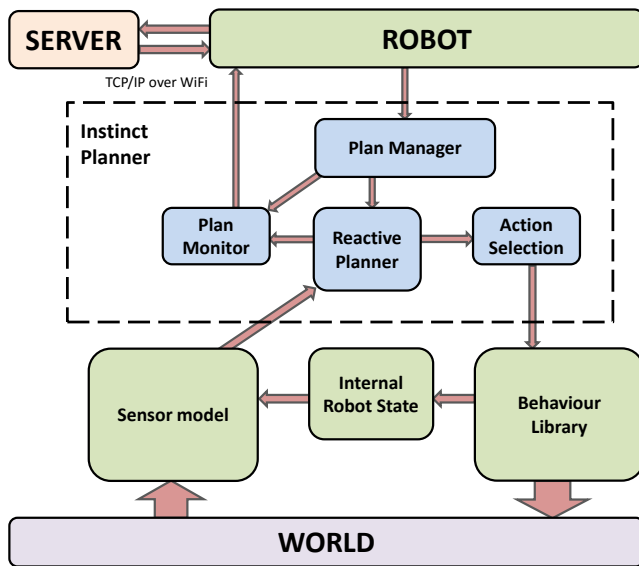 SERVER
ROBOT
TCP/IP over WiFi
Instinct
Planner
Plan Manager
Plan
Monitor
Reactive
Planner
Action
Selection
Sensor model
Internal
Robot State
Behaviour
Library
WORLD